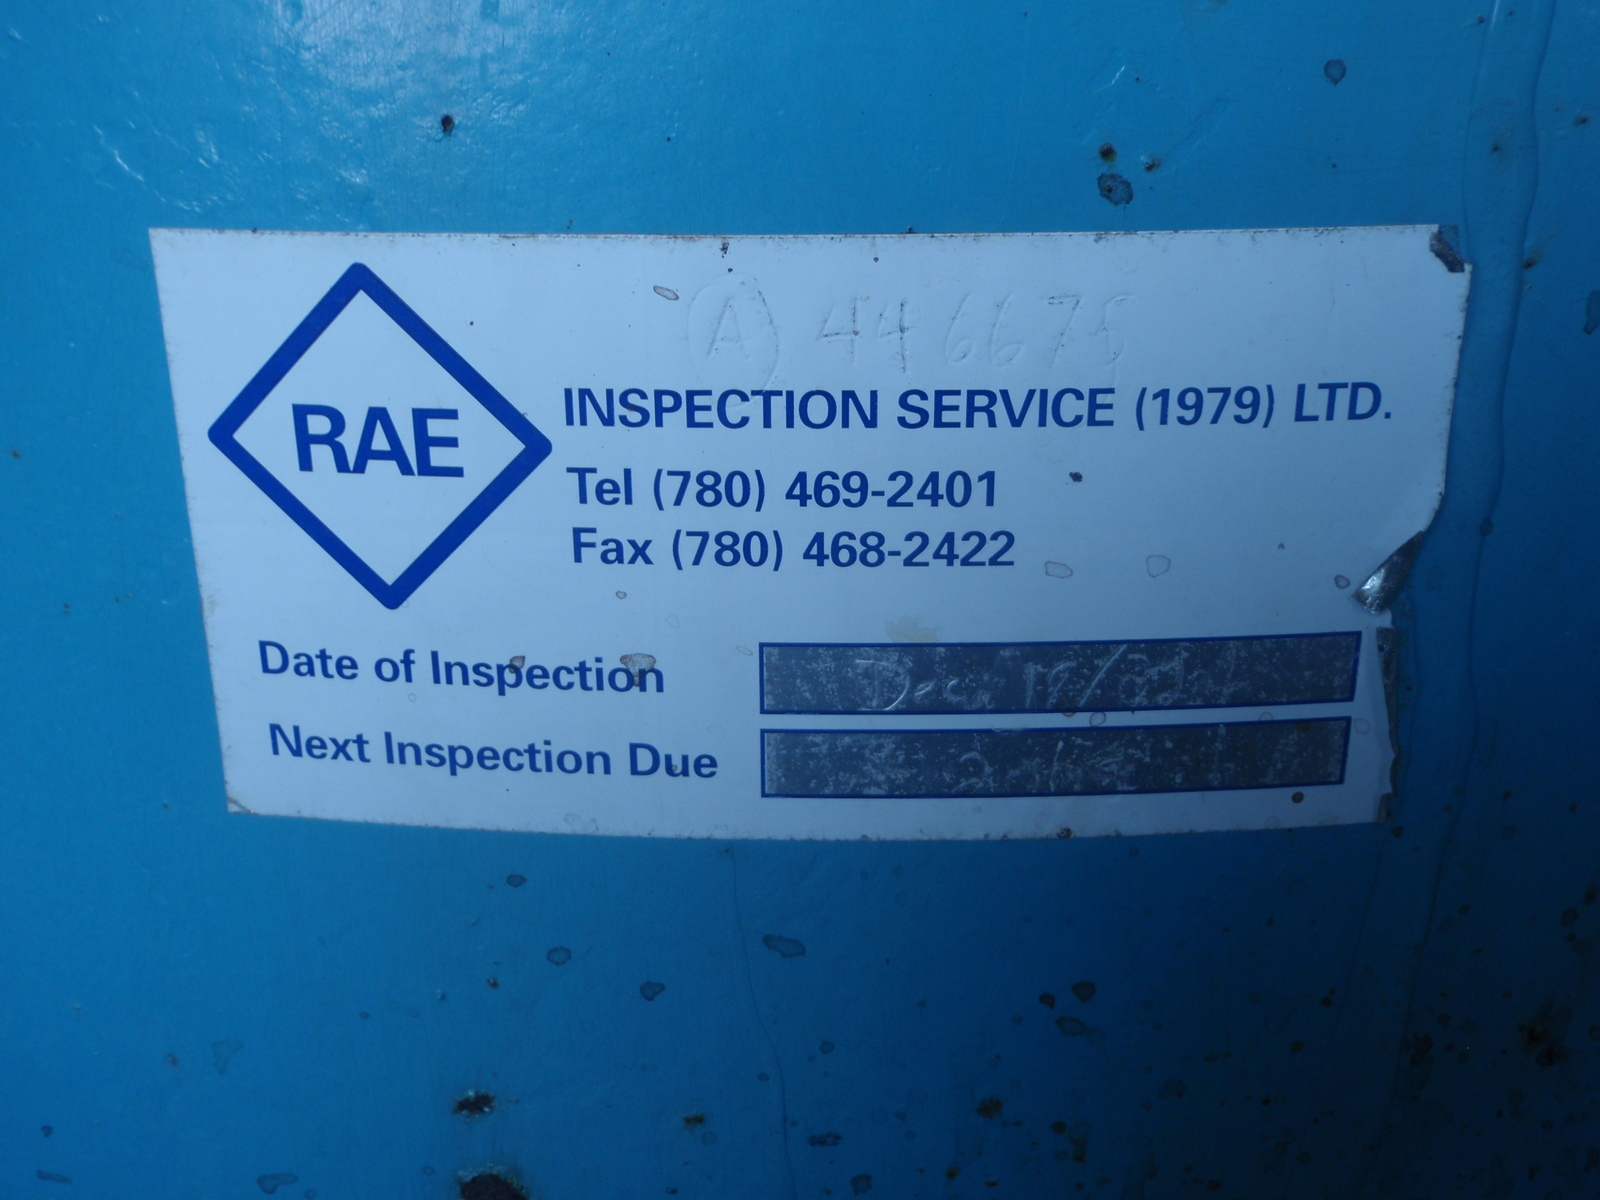 (A) 446675
RAE
INSPECTION SERVICE (1979) LTD.
Tel (780) 469-2401
Fax (780) 468-2422
Date of Inspection Dec.
Next Inspection Due